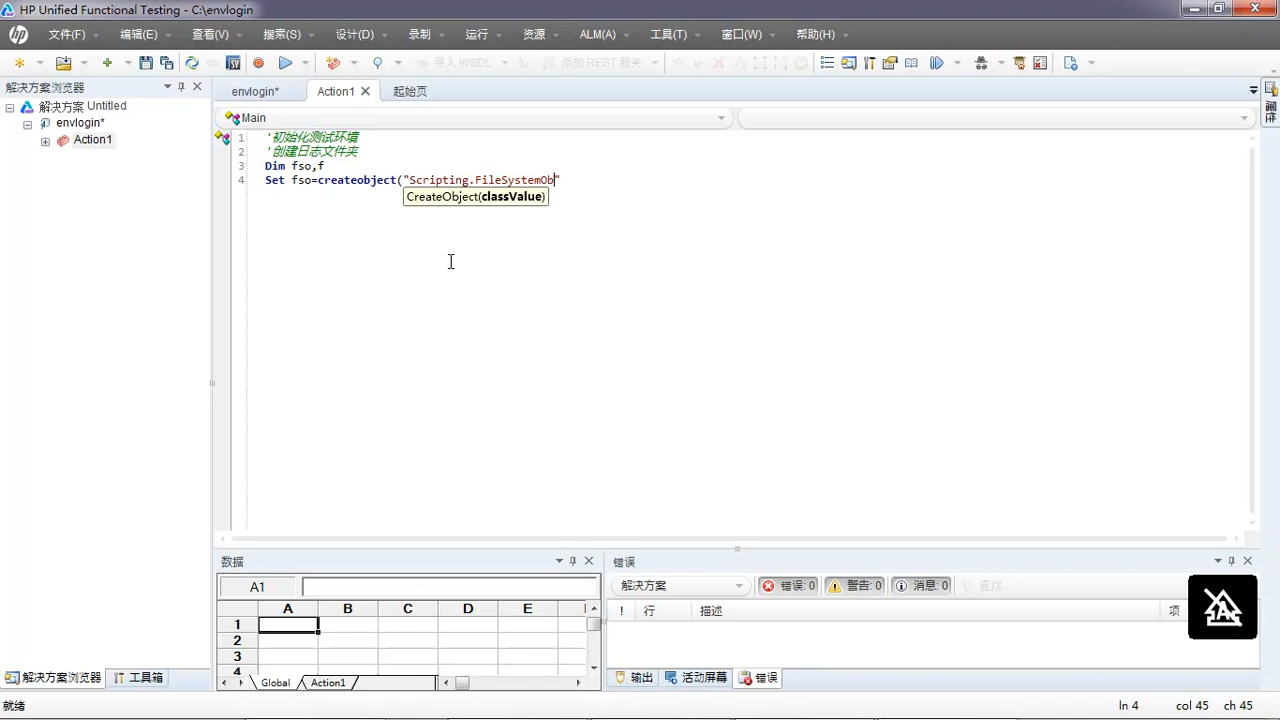 HP Unified Functional Testing - C:\envlogin
文件(F) 编辑(E) 查看(V) 搜索(S) 设计(D) 录制 运行 资源 ALM(A) 工具(T) 窗口(W) 帮助(H)
导入 WSDL 添加 REST 服务
解决方案浏览器
envlogin* Action1 起始页
解决方案 Untitled
envlogin*
Action1
Main
1 '初始化测试环境
2 '创建日志文件夹
3 Dim fso,f
4 Set fso=createobject("Scripting.FileSystemOb"
CreateObject(classValue)
属性
数据
A1
A B C D E
1
2
3
4
Global Action1
错误
解决方案 错误: 0 警告: 0 消息: 0 查找
! 行 描述 项
解决方案浏览器 工具箱
输出 活动屏幕 错误
就绪
ln 4 col 45 ch 45